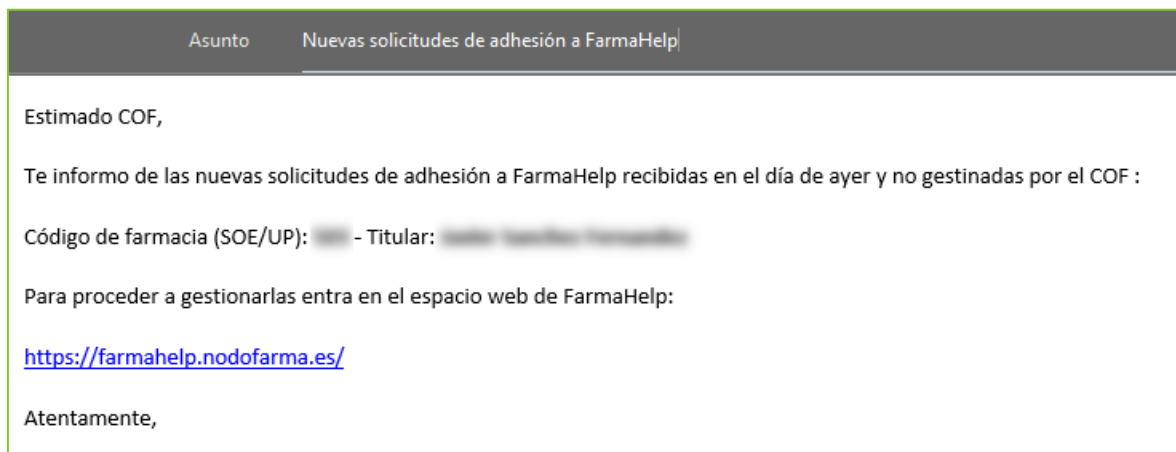 Asunto Nuevas solicitudes de adhesión a FarmaHelp
Estimado COF,
Te informo de las nuevas solicitudes de adhesión a FarmaHelp recibidas en el día de ayer y no gestinadas por el COF :
Código de farmacia (SOE/UP): - Titular:
Para proceder a gestionarlas entra en el espacio web de FarmaHelp:
https://farmahelp.nodofarma.es/
Atentamente,